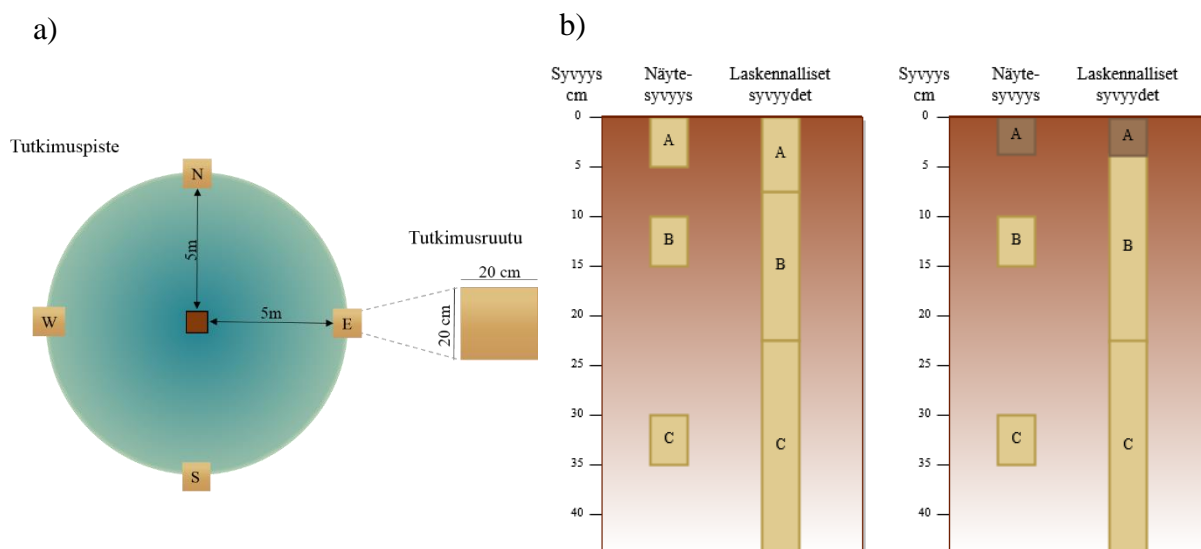 a)
Tutkimuspiste
N
5m
W
5m
E
S
Tutkimusruutu
20 cm
20 cm
b)
Syvyys
cm
Näyte-
syvyys
Laskennalliset
syvyydet
0
5
10
15
20
25
30
35
40
A
B
C
A
B
C
Syvyys
cm
Näyte-
syvyys
Laskennalliset
syvyydet
0
5
10
15
20
25
30
35
40
A
B
C
A
B
C